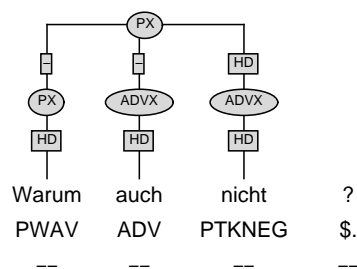 PX
– – HD
PX ADVX ADVX
HD HD HD
Warum auch nicht ?
PWAV ADV PTKNEG $.
-- -- -- --